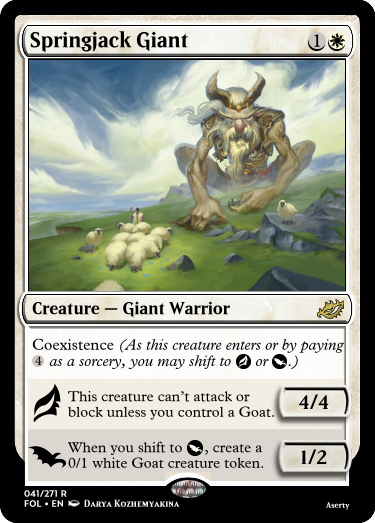 Springjack Giant 1
Creature — Giant Warrior
Coexistence (As this creature enters or by paying
4 as a sorcery, you may shift to or .)
This creature can't attack or
block unless you control a Goat.
4/4
When you shift to , create a
0/1 white Goat creature token.
1/2
041/271 R
FOL • EN Darya Kozhemyakina
Aserty